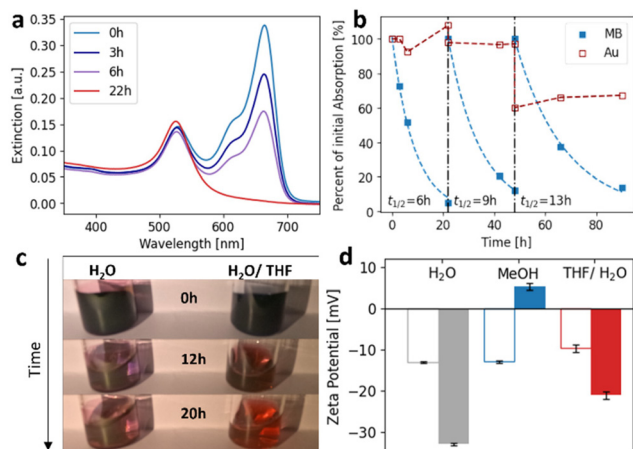 a
0.35
0.30
0.25
0.20
0.15
0.10
0.05
0.00
Extinction [a.u.]
0h
3h
6h
22h
400
500
600
700
Wavelength [nm]
b
100
80
60
40
20
0
Percent of initial Absorption [%]
MB
Au
t1/2=6h
t1/2=9h
t1/2=13h
0
20
40
60
80
Time [h]
c
H2O
H2O/ THF
0h
12h
20h
Time
d
10
0
−10
−20
−30
Zeta Potential [mV]
H2O
MeOH
THF/ H2O